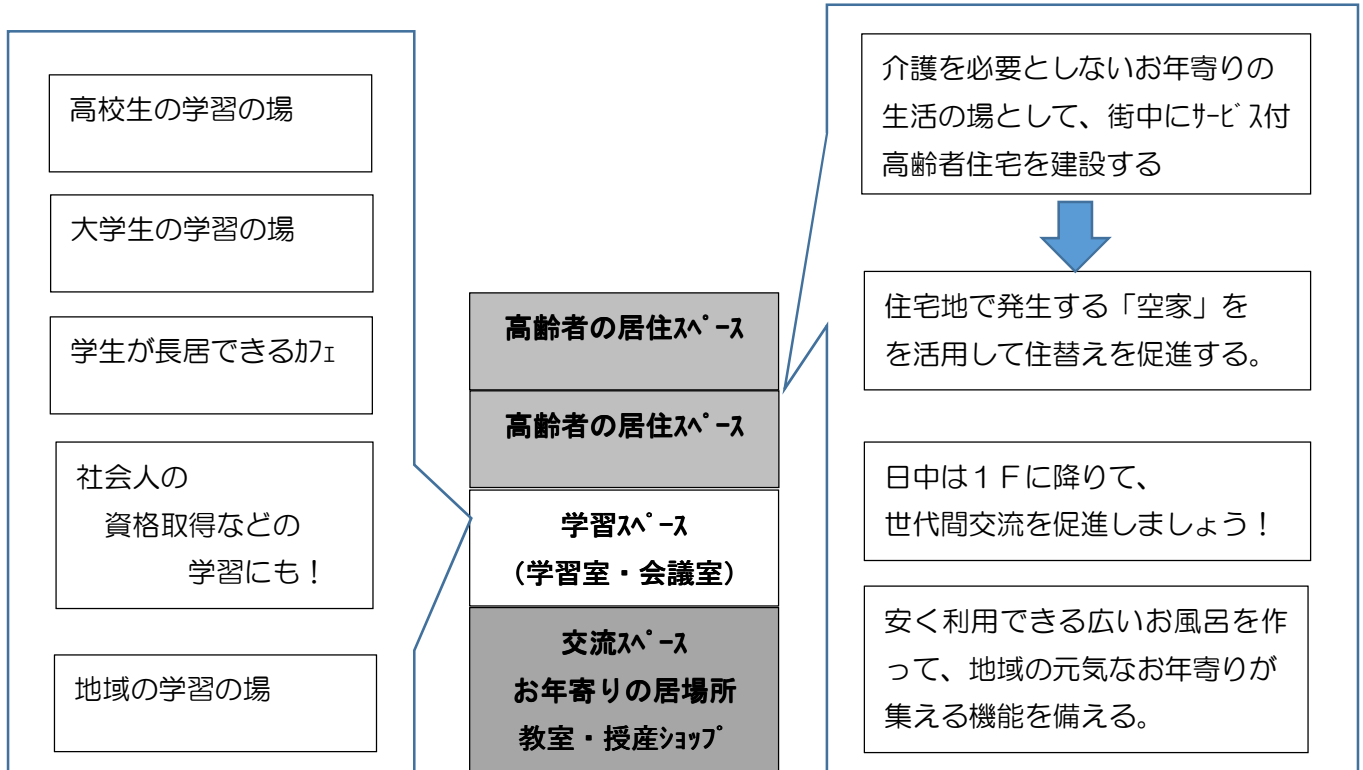 高校生の学習の場
大学生の学習の場
学生が長居できるｶﾌｪ
社会人の
資格取得などの
学習にも！
地域の学習の場
高齢者の居住ｽﾍﾟｰｽ
高齢者の居住ｽﾍﾟｰｽ
学習ｽﾍﾟｰｽ
（学習室・会議室）
交流ｽﾍﾟｰｽ
お年寄りの居場所
教室・授産ｼｮｯﾌﾟ
介護を必要としないお年寄りの
生活の場として、街中にｻｰﾋﾞｽ付
高齢者住宅を建設する
住宅地で発生する「空家」を
を活用して住替えを促進する。
日中は１Ｆに降りて、
世代間交流を促進しましょう！
安く利用できる広いお風呂を作
って、地域の元気なお年寄りが
集える機能を備える。